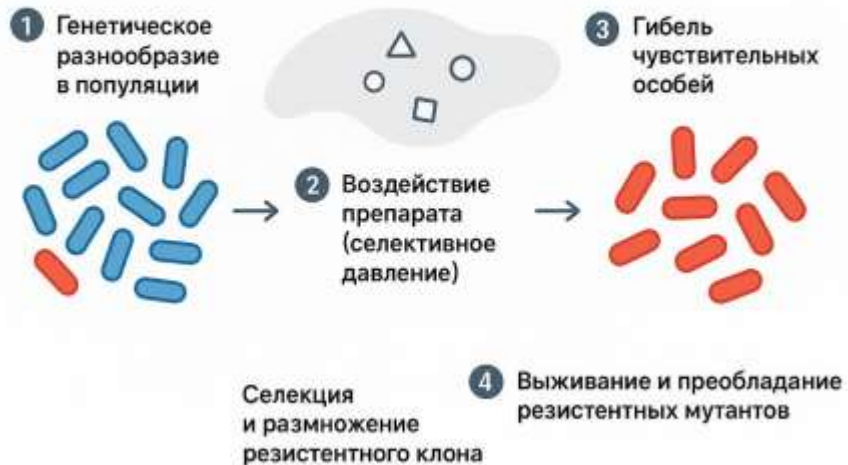 1 Генетическое
разнообразие
в популяции
2 Воздействие
препарата
(селективное
давление)
3 Гибель
чувствительных
особей
4 Выживание и преобладание
резистентных мутантов
Селекция
и размножение
резистентного клона